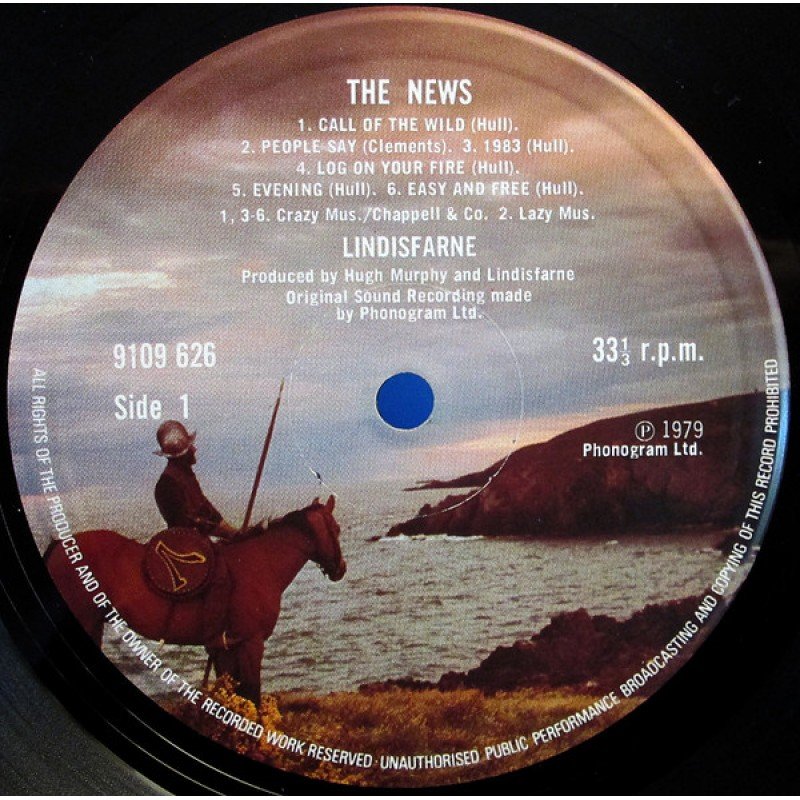 THE NEWS
1. CALL OF THE WILD (Hull).
2. PEOPLE SAY (Clements). 3. 1983 (Hull).
4. LOG ON YOUR FIRE (Hull).
5. EVENING (Hull). 6. EASY AND FREE (Hull).
1, 3-6. Crazy Mus./Chappell & Co. 2. Lazy Mus.
LINDISFARNE
Produced by Hugh Murphy and Lindisfarne
Original Sound Recording made
by Phonogram Ltd.
9109 626
33⅓ r.p.m.
Side 1
Ⓟ 1979
Phonogram Ltd.
ALL RIGHTS OF THE PRODUCER AND OF THE OWNER OF THE RECORDED WORK RESERVED · UNAUTHORISED PUBLIC PERFORMANCE BROADCASTING AND COPYING OF THIS RECORD PROHIBITED